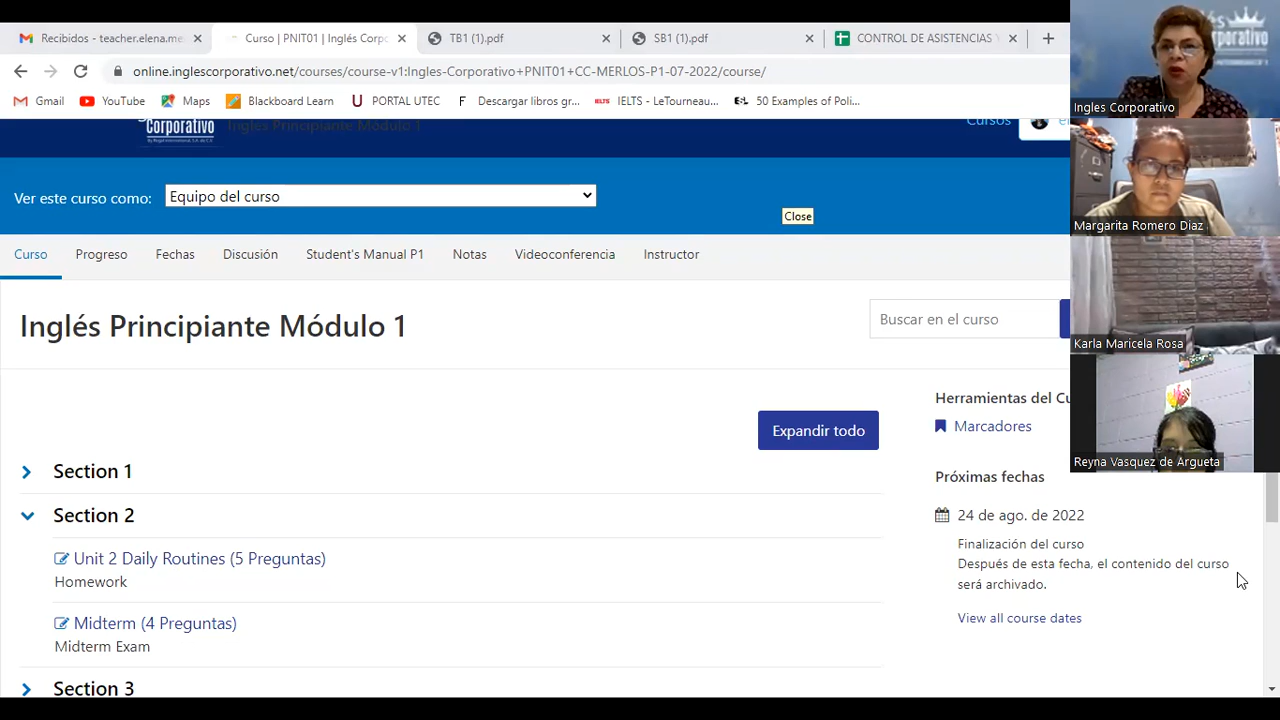 Recibidos - teacher.elena.me
Curso | PNIT01 | Inglés Corpo
TB1 (1).pdf
SB1 (1).pdf
CONTROL DE ASISTENCIAS Y
online.inglescorporativo.net/courses/course-v1:Ingles-Corporativo+PNIT01+CC-MERLOS-P1-07-2022/course/
Gmail
YouTube
Maps
Blackboard Learn
PORTAL UTEC
Descargar libros gr...
IELTS - LeTourneau...
50 Examples of Poli...
Corporativo
Inglés Principiante Módulo 1
Cursos
Ver este curso como:
Equipo del curso
Close
Curso
Progreso
Fechas
Discusión
Student's Manual P1
Notas
Videoconferencia
Instructor
Inglés Principiante Módulo 1
Buscar en el curso
Expandir todo
Section 1
Section 2
Unit 2 Daily Routines (5 Preguntas)
Homework
Midterm (4 Preguntas)
Midterm Exam
Section 3
Herramientas del Cu
Marcadores
Próximas fechas
24 de ago. de 2022
Finalización del curso
Después de esta fecha, el contenido del curso
será archivado.
View all course dates
Ingles Corporativo
Margarita Romero Diaz
Karla Maricela Rosa
Reyna Vasquez de Argueta